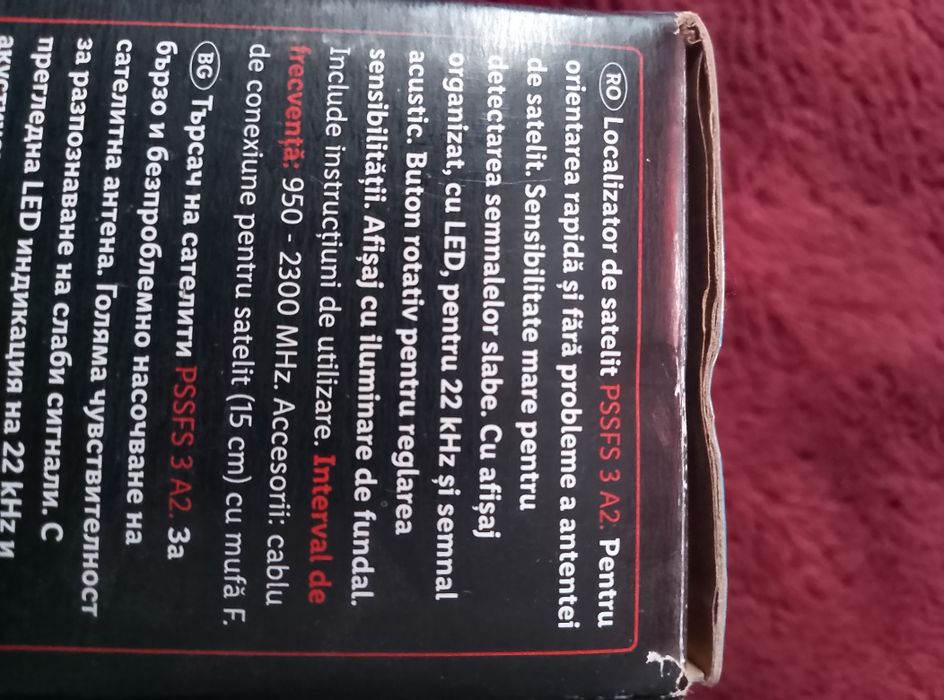 RO Localizator de satelit PSSFS 3 A2. Pentru
orientarea rapidă și fără probleme a antentei
de satelit. Sensibilitate mare pentru
detectarea semnalelor slabe. Cu afișaj
organizat, cu LED, pentru 22 kHz și semnal
acustic. Buton rotativ pentru reglarea
sensibilității. Afișaj cu iluminare de fundal.
Include instrucțiuni de utilizare. Interval de
frecvență: 950 - 2300 MHz. Accesorii: cablu
de conexiune pentru satelit (15 cm) cu mufă F.
BG Търсач на сателити PSSFS 3 A2. За
бързо и безпроблемно насочване на
сателитна антена. Голяма чувствителност
за разпознаване на слаби сигнали. С
прегледна LED индикация на 22 kHz и